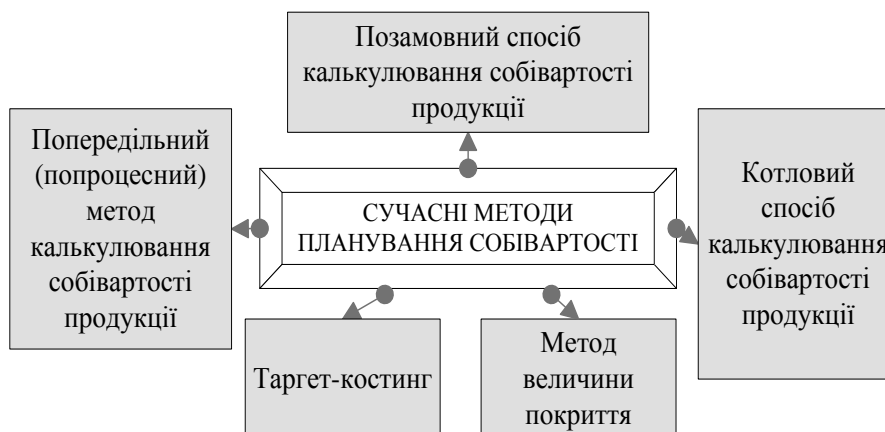 Позамовний спосіб
калькулювання собівартості
продукції
Попередільний
(попроцесний)
метод
калькулювання
собівартості
продукції
СУЧАСНІ МЕТОДИ
ПЛАНУВАННЯ СОБІВАРТОСТІ
Котловий
спосіб
калькулювання
собівартості
продукції
Таргет-костинг
Метод
величини
покриття